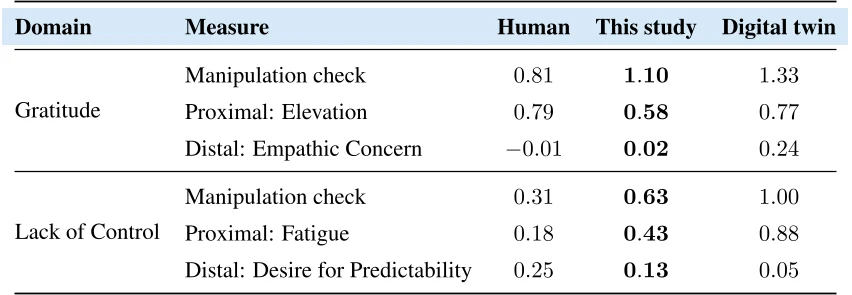 Domain Measure Human This study Digital twin
Manipulation check 0.81 1.10 1.33
Gratitude Proximal: Elevation 0.79 0.58 0.77
Distal: Empathic Concern −0.01 0.02 0.24
Manipulation check 0.31 0.63 1.00
Lack of Control Proximal: Fatigue 0.18 0.43 0.88
Distal: Desire for Predictability 0.25 0.13 0.05